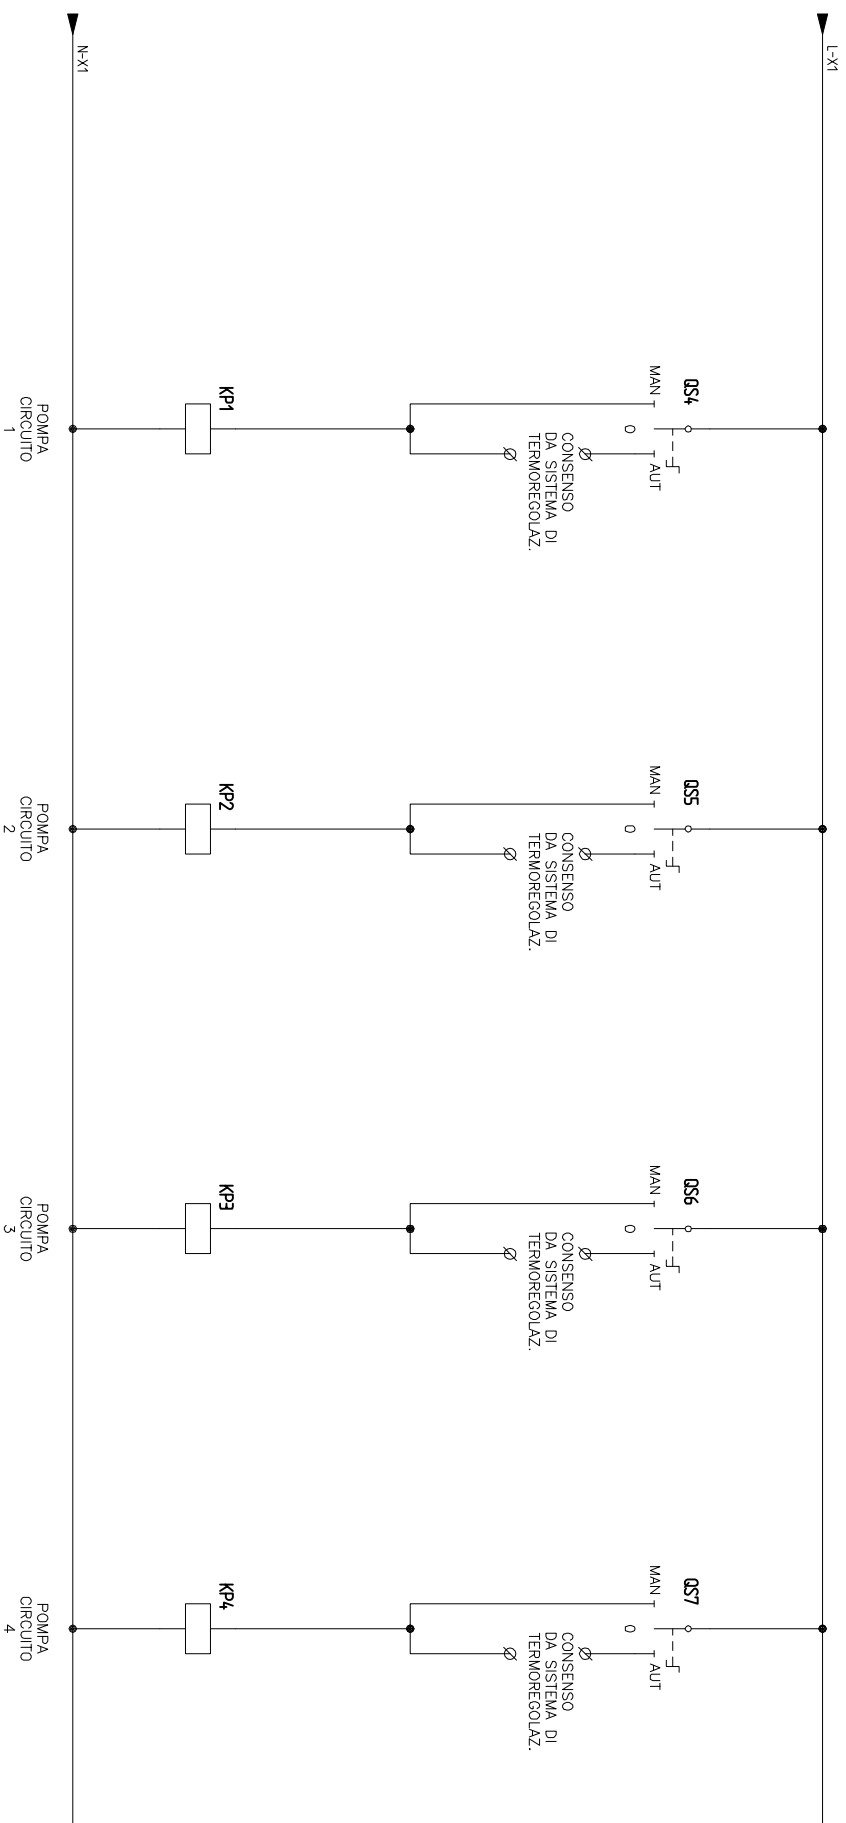 L-X1
N-X1
QS4
MAN
0
AUT
CONSENSO
DA SISTEMA DI
TERMOREGOLAZ.
KP1
POMPA
CIRCUITO
1
QS5
MAN
0
AUT
CONSENSO
DA SISTEMA DI
TERMOREGOLAZ.
KP2
POMPA
CIRCUITO
2
QS6
MAN
0
AUT
CONSENSO
DA SISTEMA DI
TERMOREGOLAZ.
KP3
POMPA
CIRCUITO
3
QS7
MAN
0
AUT
CONSENSO
DA SISTEMA DI
TERMOREGOLAZ.
KP4
POMPA
CIRCUITO
4